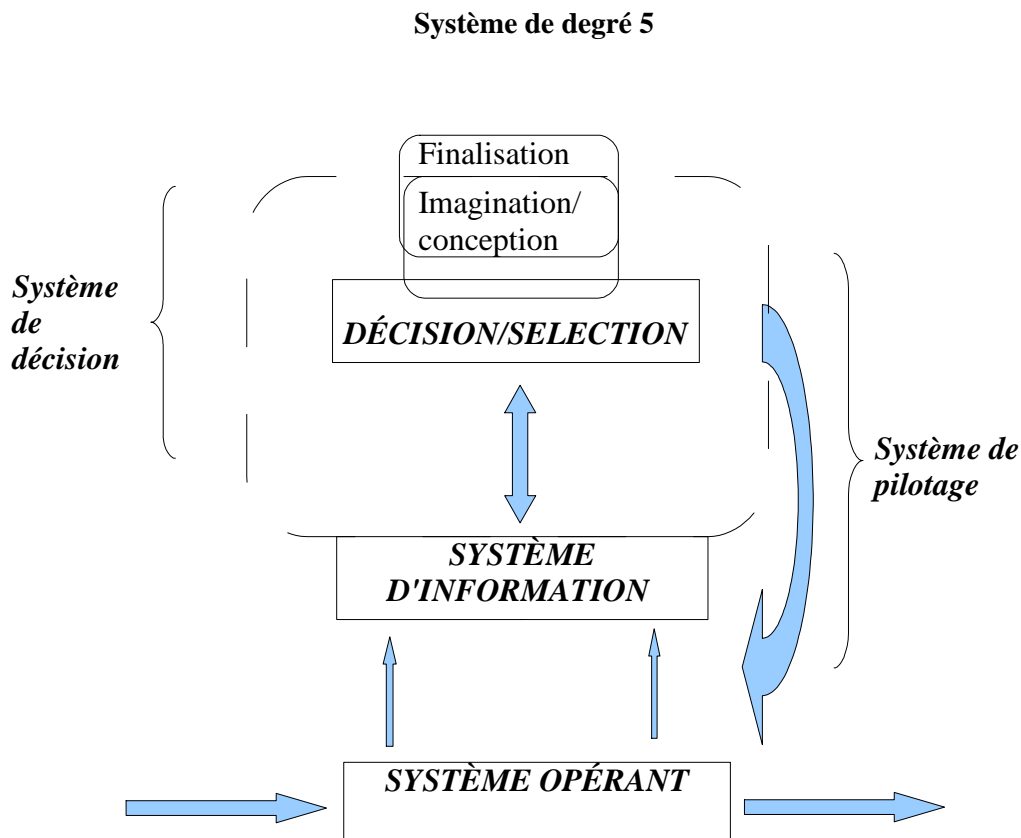 Système de degré 5
Finalisation
Imagination/
conception
Système
de
décision
DÉCISION/SELECTION
Système de
pilotage
SYSTÈME
D'INFORMATION
SYSTÈME OPÉRANT